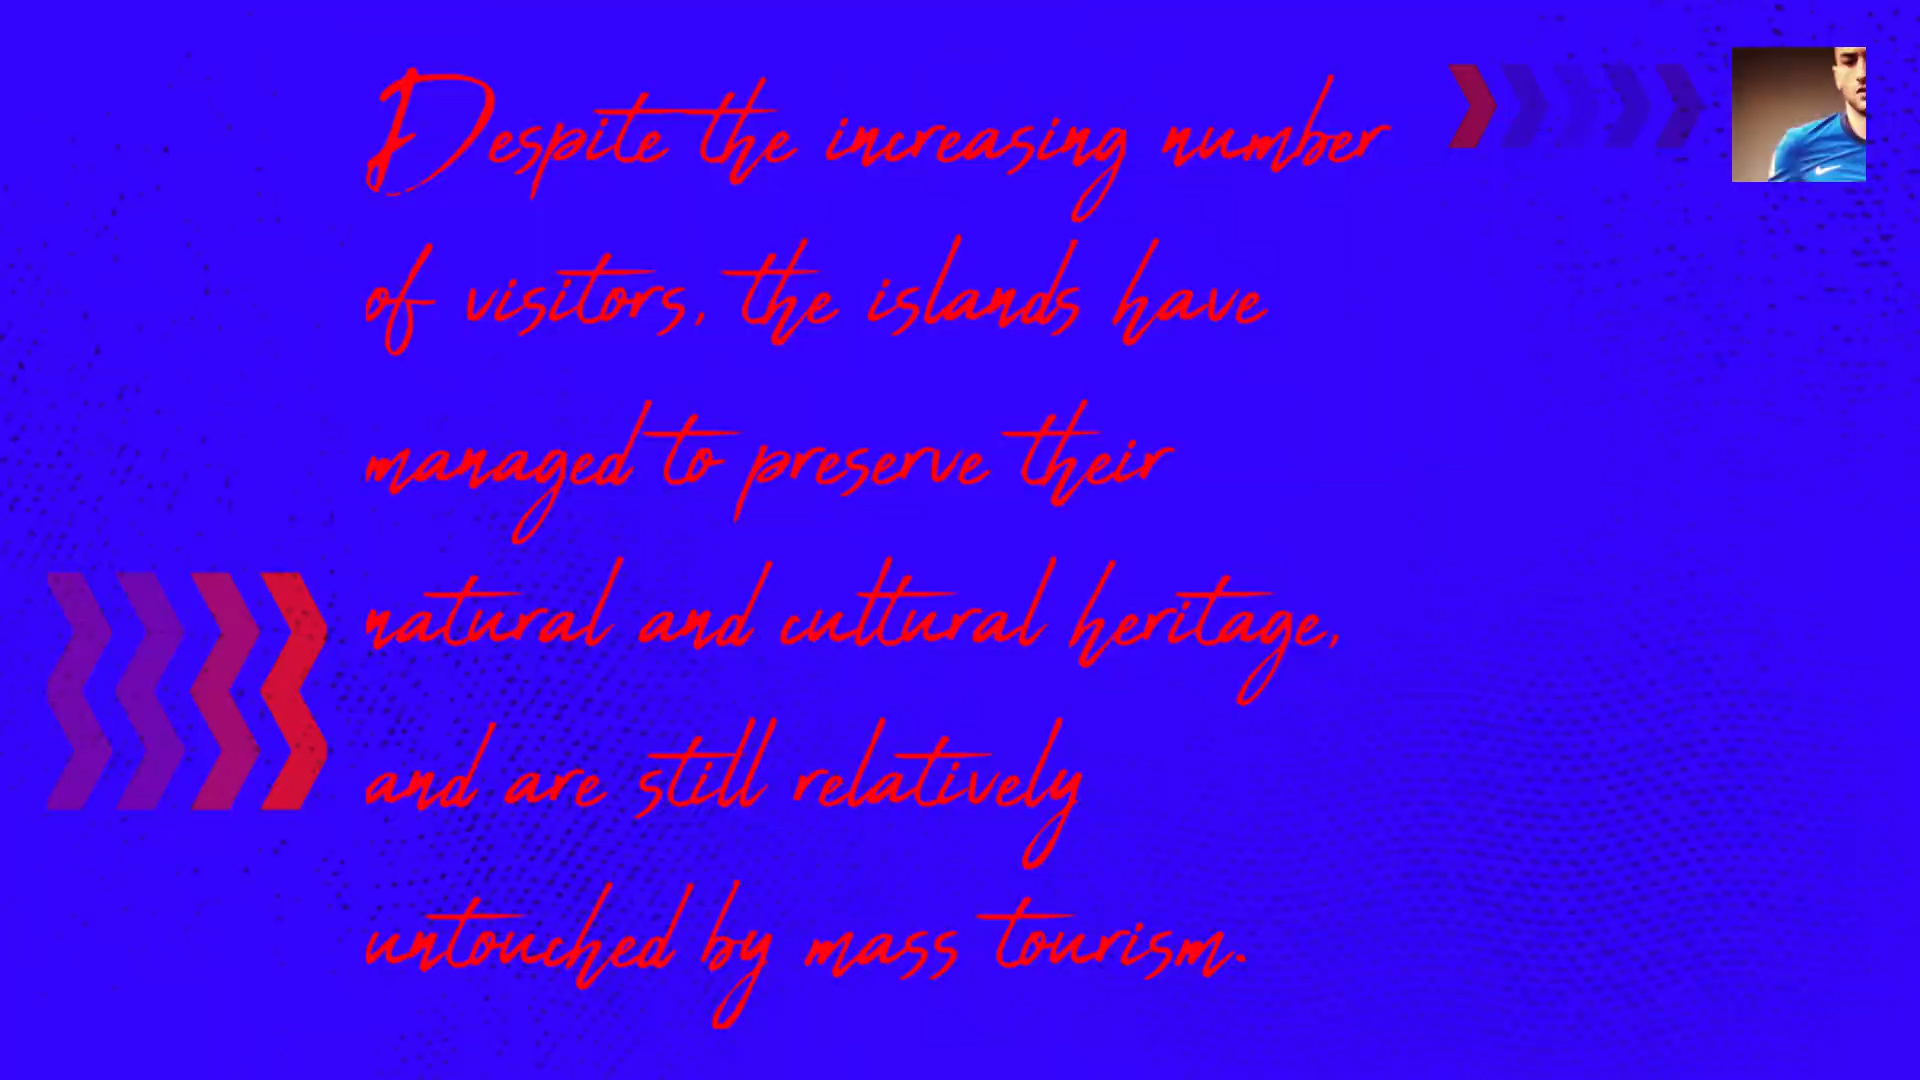 Despite the increasing number
of visitors, the islands have
managed to preserve their
natural and cultural heritage,
and are still relatively
untouched by mass tourism.